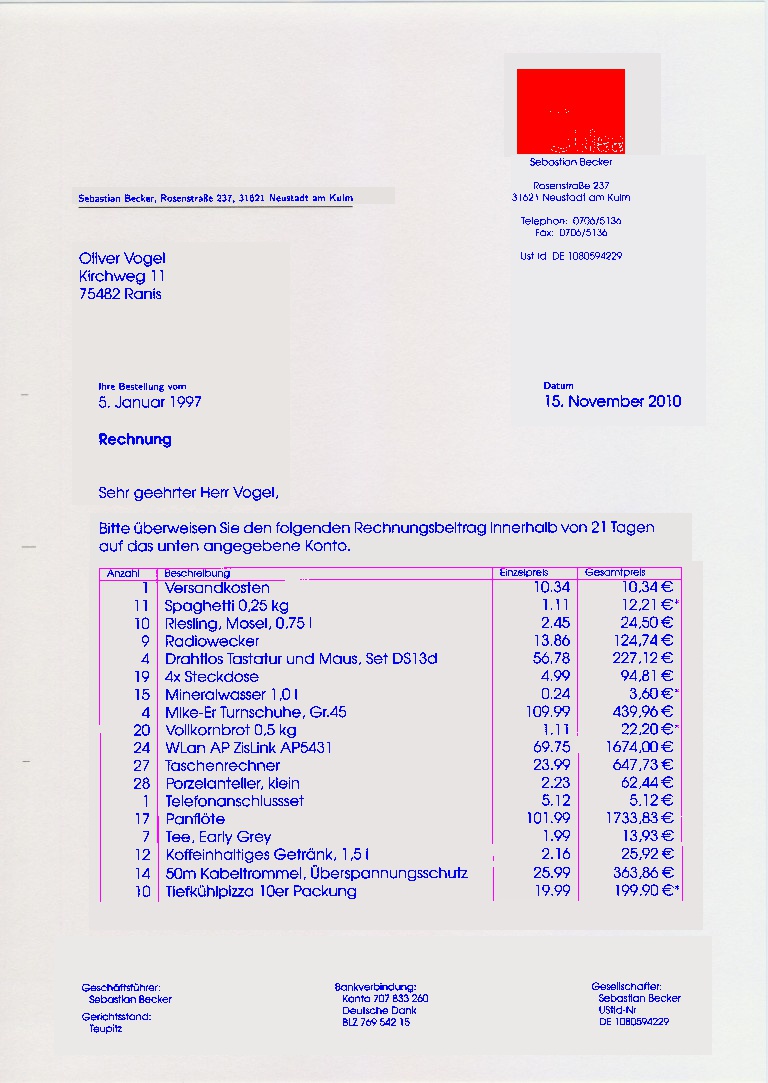 Sebastian Becker
Rosenstraße 237
31621 Neustadt am Kulm
Telephon: 0706/5136
Fax: 0706/5136
Ust Id DE 1080594229
Sebastian Becker, Rosenstraße 237, 31621 Neustadt am Kulm
Oliver Vogel
Kirchweg 11
75482 Ranis
Ihre Bestellung vom
5. Januar 1997
Datum
15. November 2010
Rechnung
Sehr geehrter Herr Vogel,
Bitte überweisen Sie den folgenden Rechnungsbeitrag innerhalb von 21 Tagen
auf das unten angegebene Konto.
Anzahl Beschreibung Einzelpreis Gesamtpreis
1 Versandkosten 10.34 10,34 €
11 Spaghetti 0,25 kg 1.11 12,21 €*
10 Riesling, Mosel, 0,75 l 2.45 24,50 €
9 Radiowecker 13.86 124,74 €
4 Drahtlos Tastatur und Maus, Set DS13d 56.78 227,12 €
19 4x Steckdose 4.99 94,81 €
15 Mineralwasser 1,0 l 0.24 3,60 €*
4 Mike-Er Turnschuhe, Gr.45 109.99 439,96 €
20 Vollkornbrot 0,5 kg 1.11 22,20 €*
24 WLan AP ZisLink AP5431 69.75 1674,00 €
27 Taschenrechner 23.99 647,73 €
28 Porzelanteller, klein 2.23 62,44 €
1 Telefonanschlussset 5.12 5,12 €
17 Panflöte 101.99 1733,83 €
7 Tee, Early Grey 1.99 13,93 €
12 Koffeinhaltiges Getränk, 1,5 l 2.16 25,92 €
14 50m Kabeltrommel, Überspannungsschutz 25.99 363,86 €
10 Tiefkühlpizza 10er Packung 19.99 199,90 €*
Geschäftsführer:
Sebastian Becker
Gerichtsstand:
Teupitz
Bankverbindung:
Konto 707 833 260
Deutsche Dank
BLZ 769 542 15
Gesellschafter:
Sebastian Becker
UStId-Nr
DE 1080594229